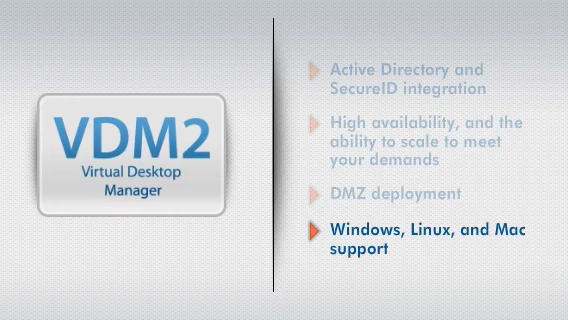 VDM2
Virtual Desktop
Manager
Active Directory and
SecureID integration
High availability, and the
ability to scale to meet
your demands
DMZ deployment
Windows, Linux, and Mac
support